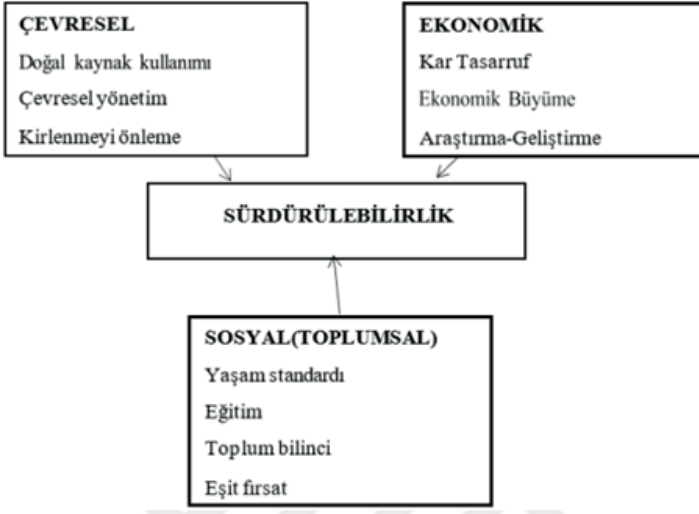 ÇEVRESEL
Doğal kaynak kullanımı
Çevresel yönetim
Kirlenmeyi önleme
EKONOMİK
Kar Tasarruf
Ekonomik Büyüme
Araştırma-Geliştirme
SÜRDÜRÜLEBİLİRLİK
SOSYAL(TOPLUMSAL)
Yaşam standardı
Eğitim
Toplum bilinci
Eşit fırsat